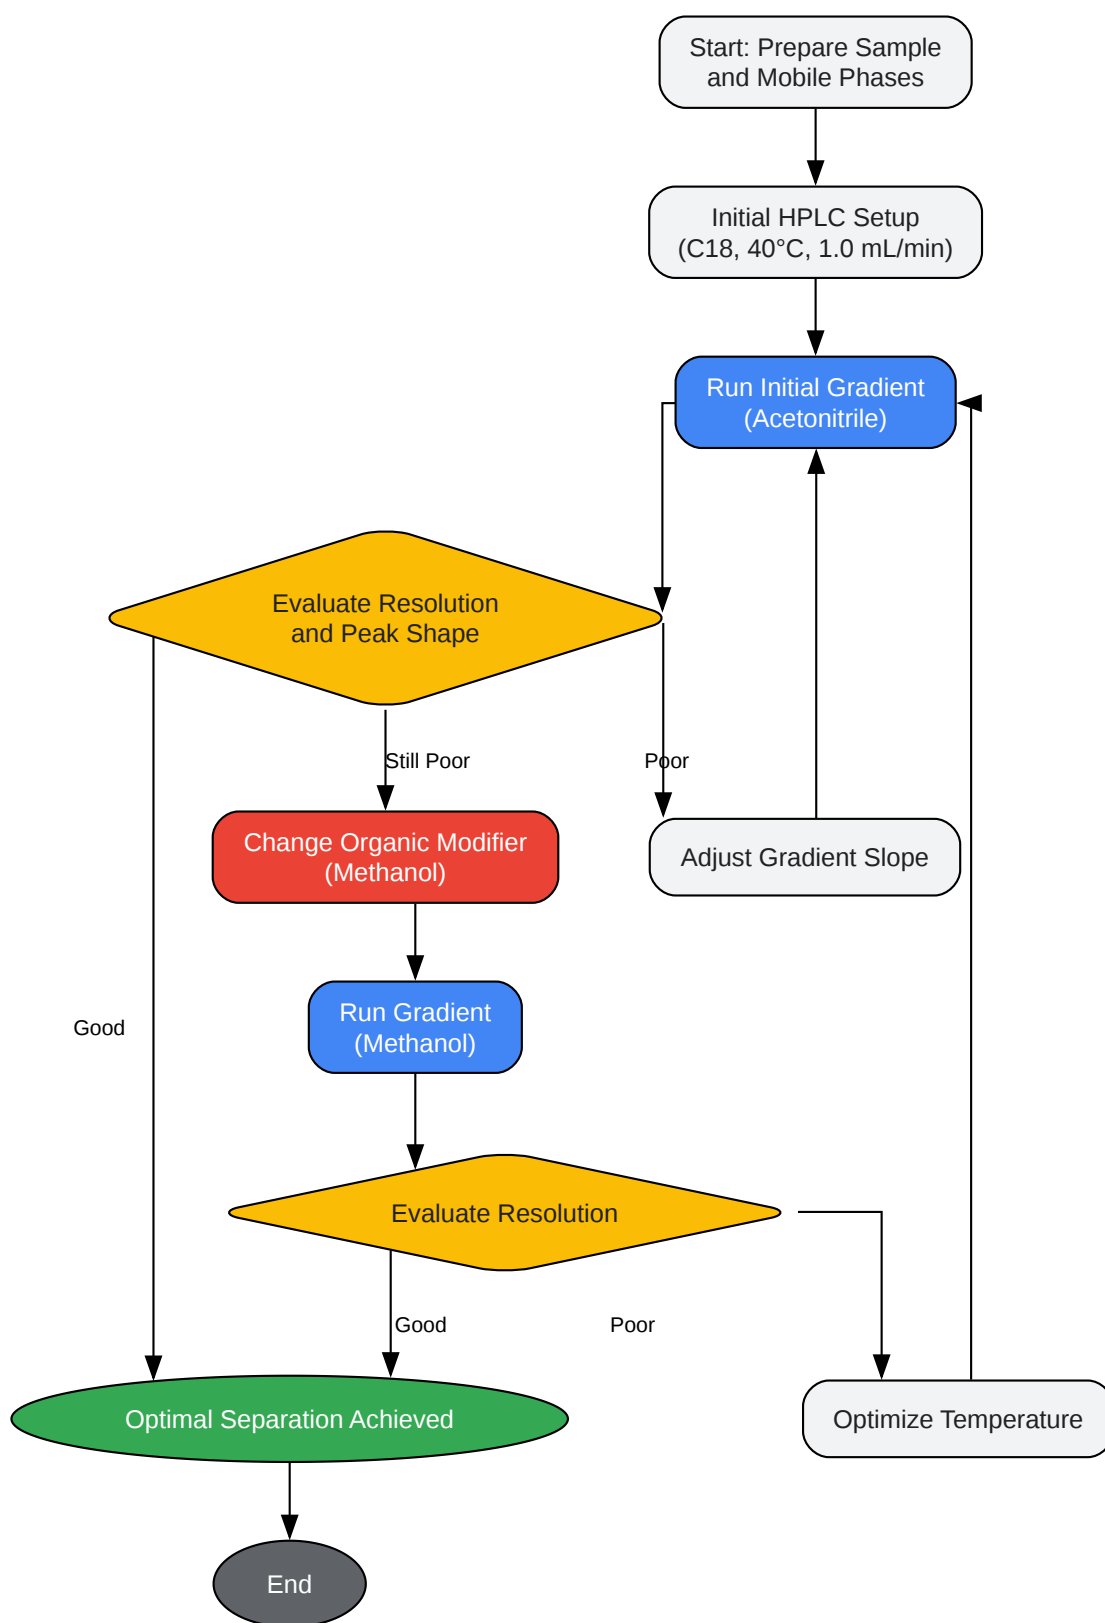 Start: Prepare Sample
and Mobile Phases
Initial HPLC Setup
(C18, 40°C, 1.0 mL/min)
Run Initial Gradient
(Acetonitrile)
Evaluate Resolution
and Peak Shape
Still Poor
Poor
Change Organic Modifier
(Methanol)
Adjust Gradient Slope
Run Gradient
(Methanol)
Good
Evaluate Resolution
Good
Poor
Optimal Separation Achieved
Optimize Temperature
End